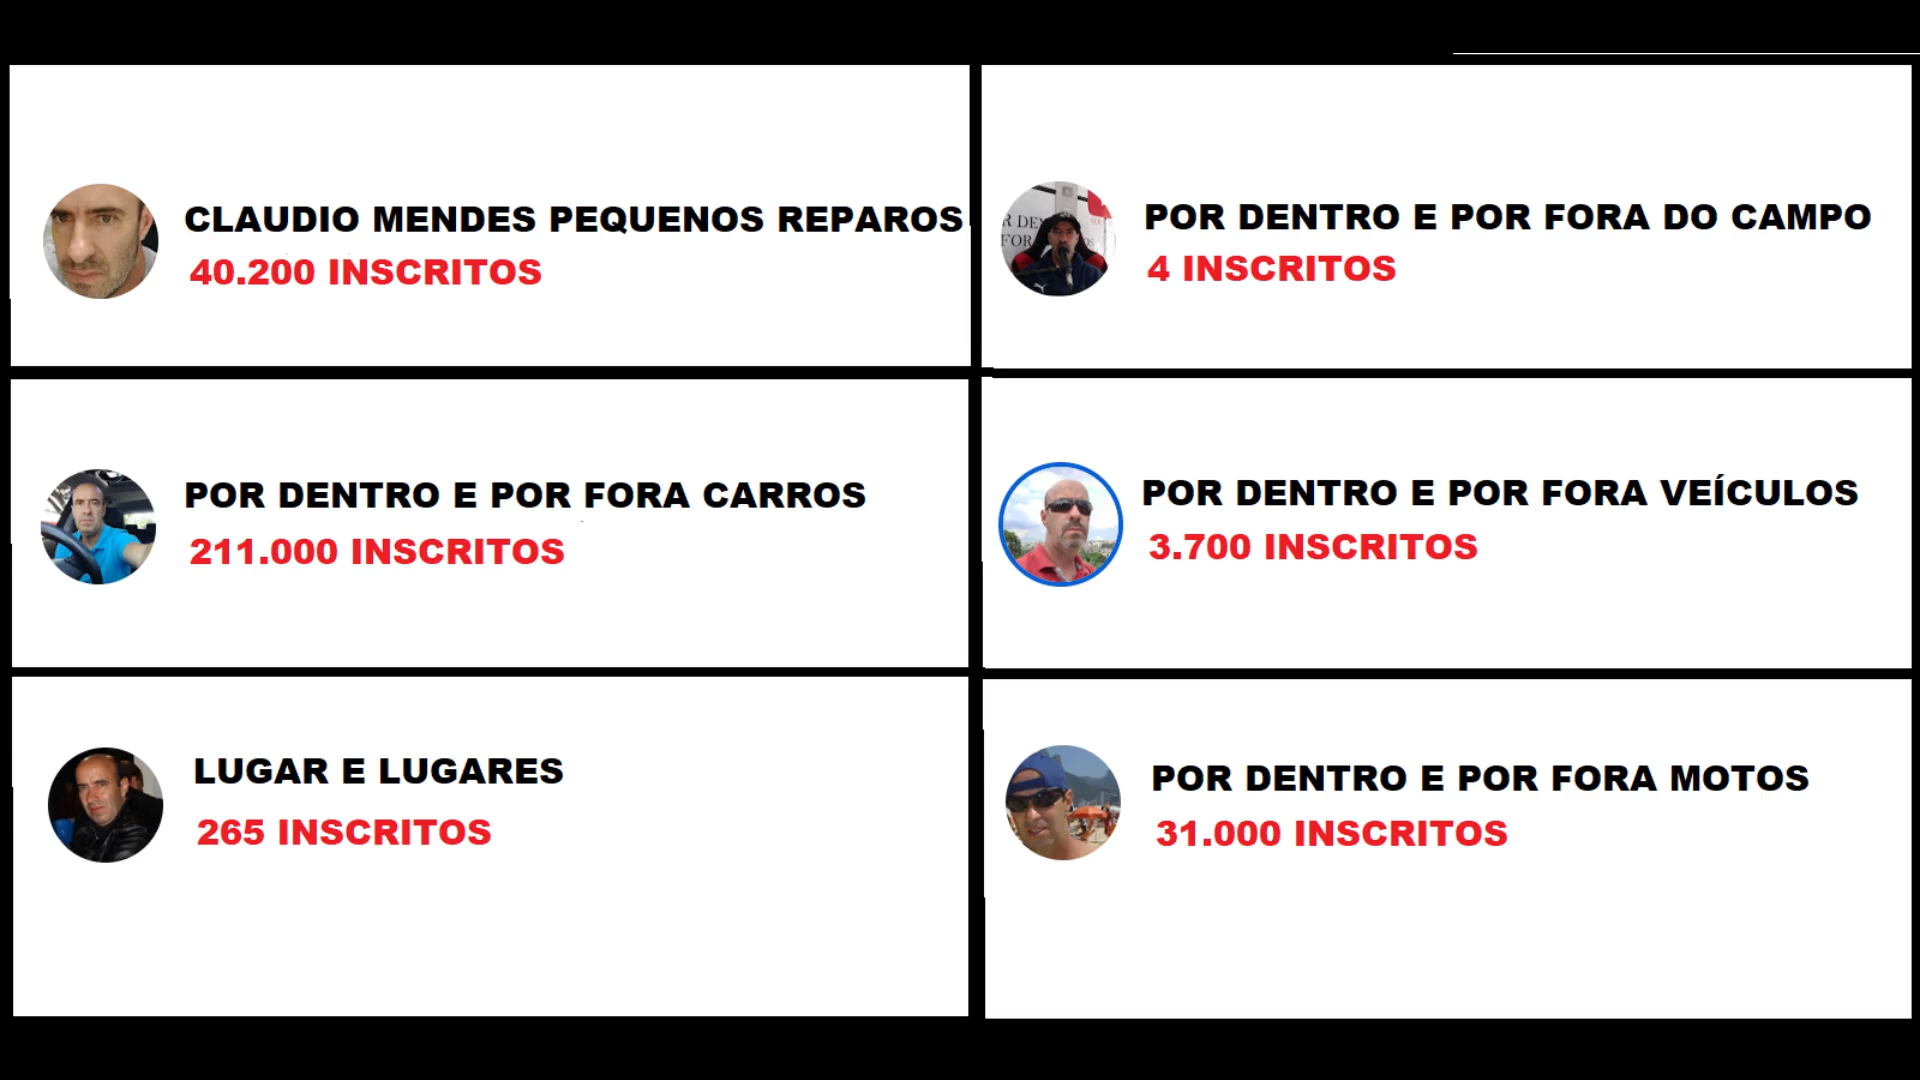 CLAUDIO MENDES PEQUENOS REPAROS
40.200 INSCRITOS
R DE
FOR
POR DENTRO E POR FORA DO CAMPO
4 INSCRITOS
POR DENTRO E POR FORA CARROS
211.000 INSCRITOS
POR DENTRO E POR FORA VEÍCULOS
3.700 INSCRITOS
LUGAR E LUGARES
265 INSCRITOS
POR DENTRO E POR FORA MOTOS
31.000 INSCRITOS